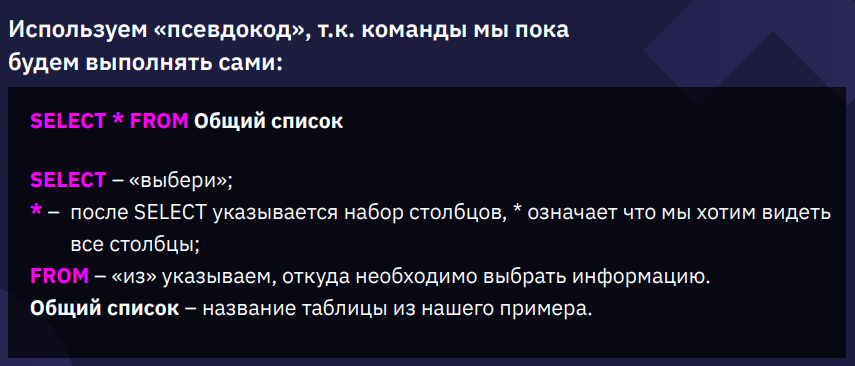 Используем «псевдокод», т.к. команды мы пока
будем выполнять сами:
SELECT * FROM Общий список
SELECT – «выбери»;
* – после SELECT указывается набор столбцов, * означает что мы хотим видеть
все столбцы;
FROM – «из» указываем, откуда необходимо выбрать информацию.
Общий список – название таблицы из нашего примера.